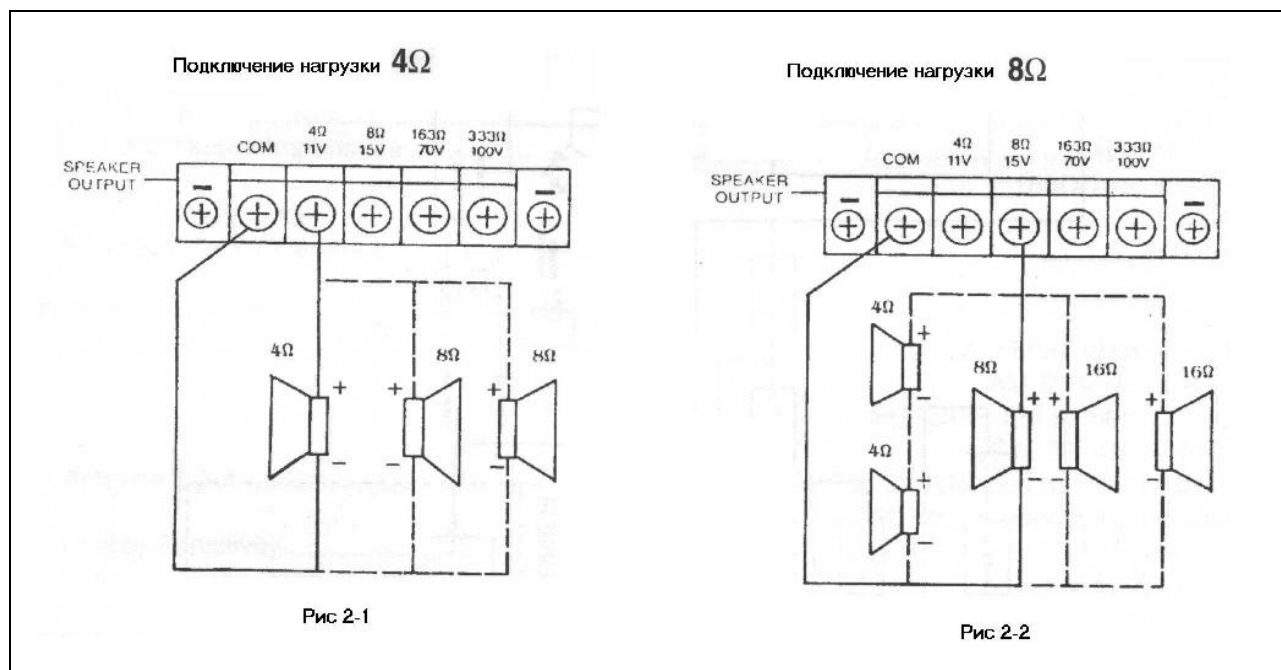 Подключение нагрузки 4Ω
4Ω 8Ω 163Ω 333Ω
COM 11V 15V 70V 100V
SPEAKER
OUTPUT
− −
+ + + + + + +
4Ω 8Ω 8Ω
+ + +
− − −
Рис 2-1
Подключение нагрузки 8Ω
4Ω 8Ω 163Ω 333Ω
COM 11V 15V 70V 100V
SPEAKER
OUTPUT
− −
+ + + + + + +
4Ω
+
−
8Ω 16Ω 16Ω
+ + +
4Ω
+ − − −
−
Рис 2-2